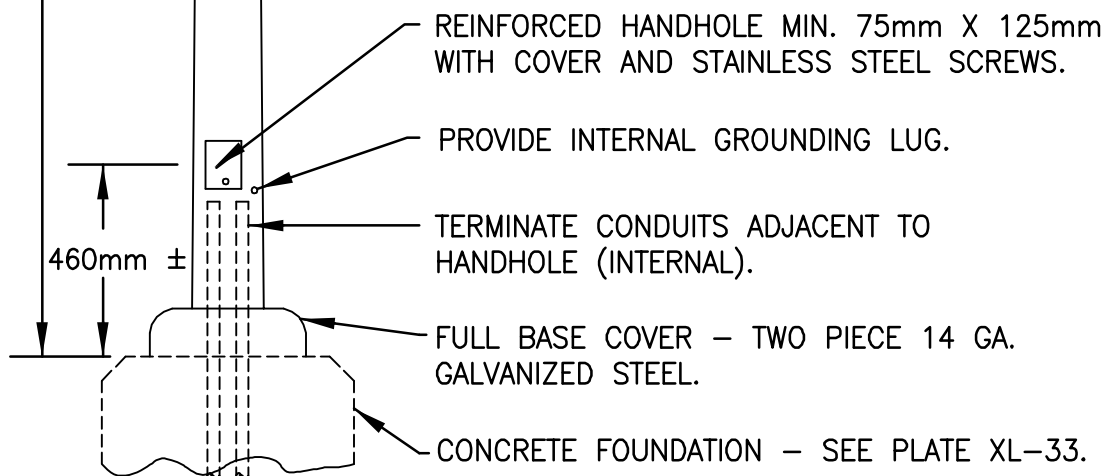 REINFORCED HANDHOLE MIN. 75mm X 125mm
WITH COVER AND STAINLESS STEEL SCREWS.
PROVIDE INTERNAL GROUNDING LUG.
TERMINATE CONDUITS ADJACENT TO
HANDHOLE (INTERNAL).
460mm ±
FULL BASE COVER – TWO PIECE 14 GA.
GALVANIZED STEEL.
CONCRETE FOUNDATION – SEE PLATE XL–33.